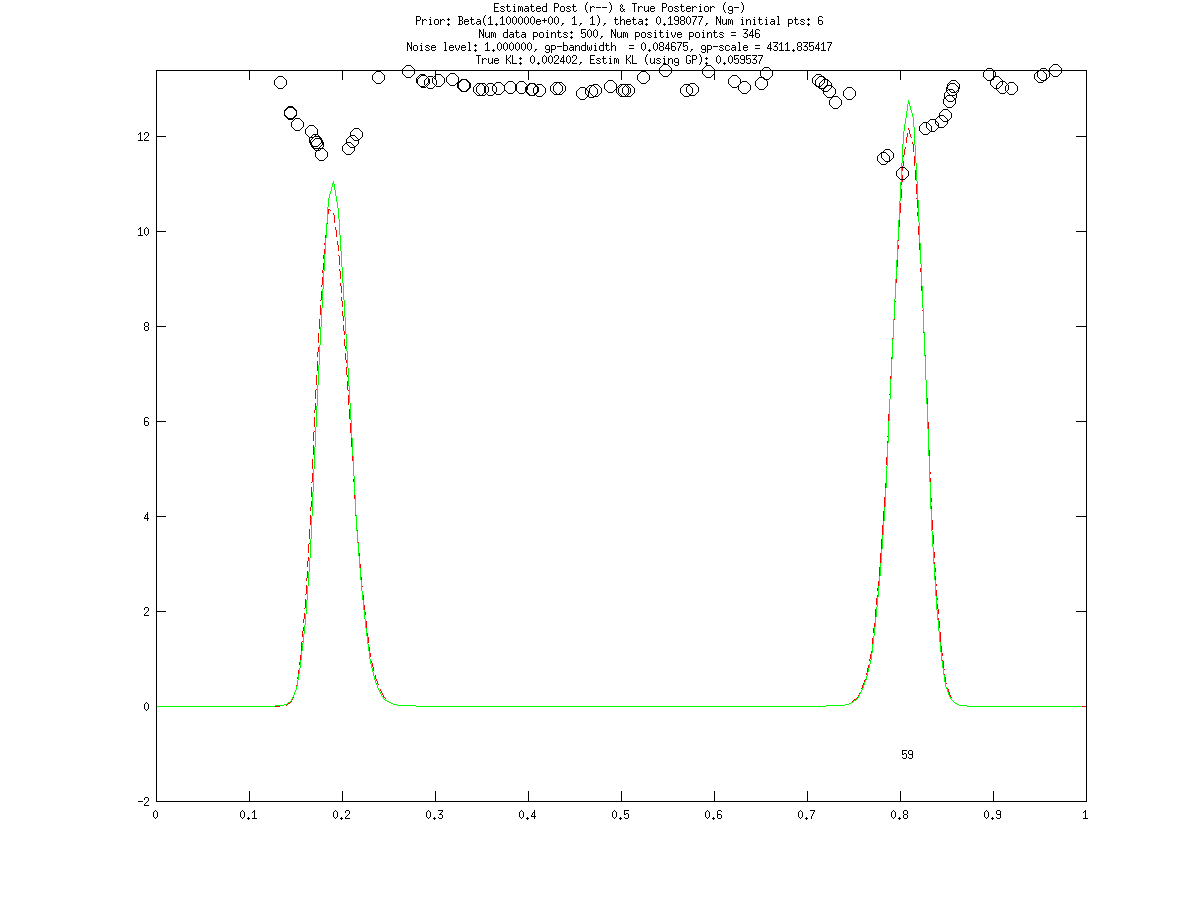 Estimated Post (r--) & True Posterior (g-)
Prior: Beta(1.100000e+00, 1, 1), theta: 0.198077, Num initial pts: 6
Num data points: 500, Num positive points = 346
Noise level: 1.000000, gp-bandwidth  = 0.084675, gp-scale = 4311.835417
True KL: 0.002402, Estim KL (using GP): 0.059537
12
10
8
6
4
2
0
59
-2
0 0.1 0.2 0.3 0.4 0.5 0.6 0.7 0.8 0.9 1